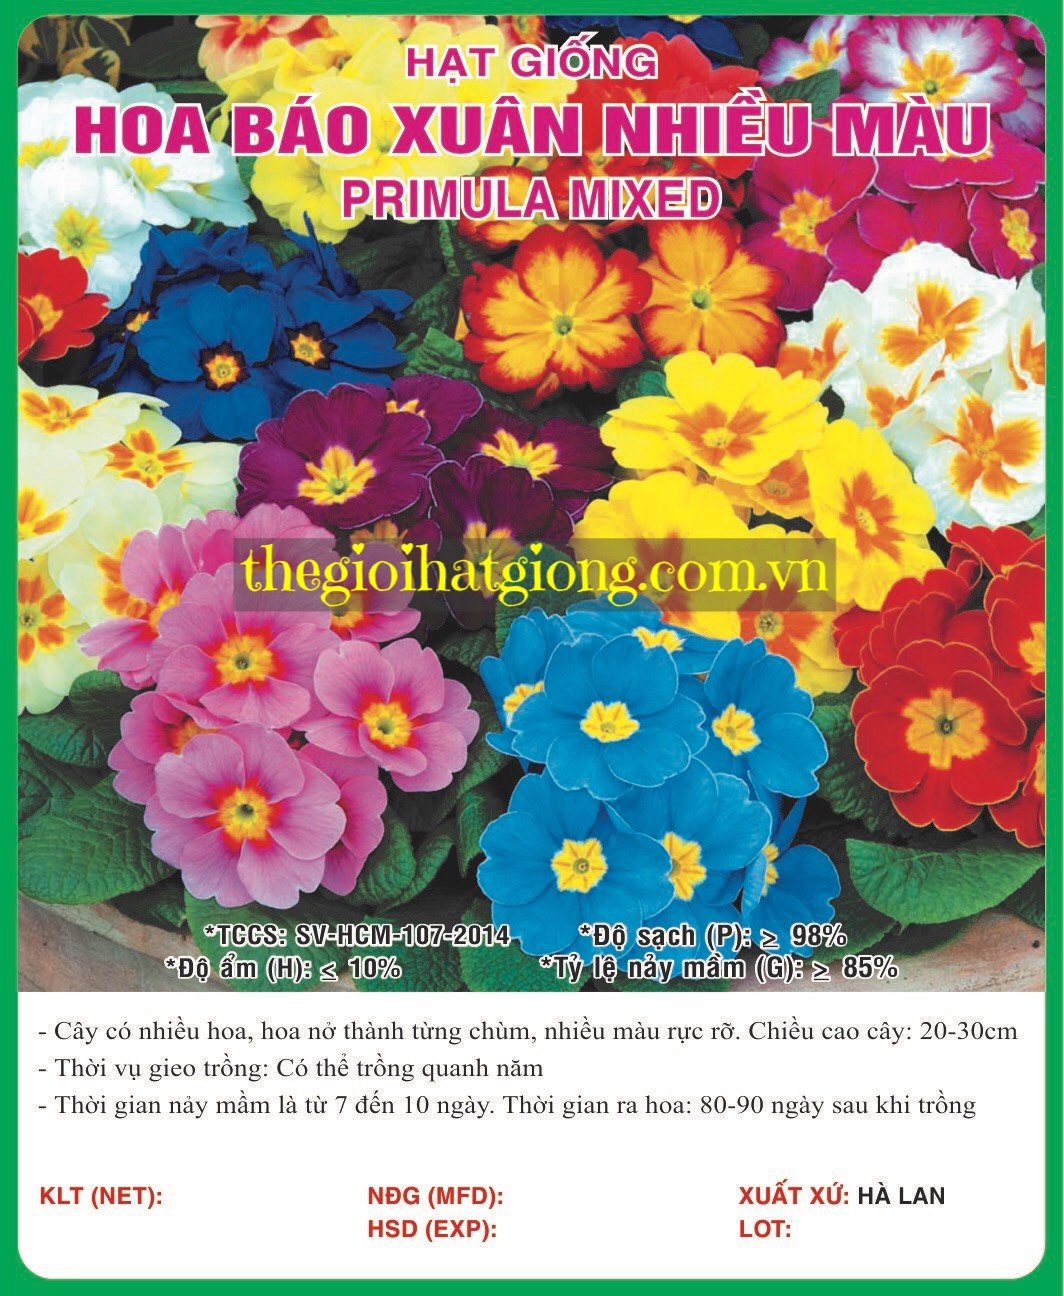 HẠT GIỐNG
HOA BÁO XUÂN NHIỀU MÀU
PRIMULA MIXED
thegioihatgiong.com.vn
*TCCS: SV-HCM-107-2014 *Độ sạch (P): ≥ 98%
*Độ ẩm (H): ≤ 10% *Tỷ lệ nảy mầm (G): ≥ 85%
- Cây có nhiều hoa, hoa nở thành từng chùm, nhiều màu rực rỡ. Chiều cao cây: 20-30cm
- Thời vụ gieo trồng: Có thể trồng quanh năm
- Thời gian nảy mầm là từ 7 đến 10 ngày. Thời gian ra hoa: 80-90 ngày sau khi trồng
KLT (NET): NĐG (MFD): XUẤT XỨ: HÀ LAN
HSD (EXP): LOT: